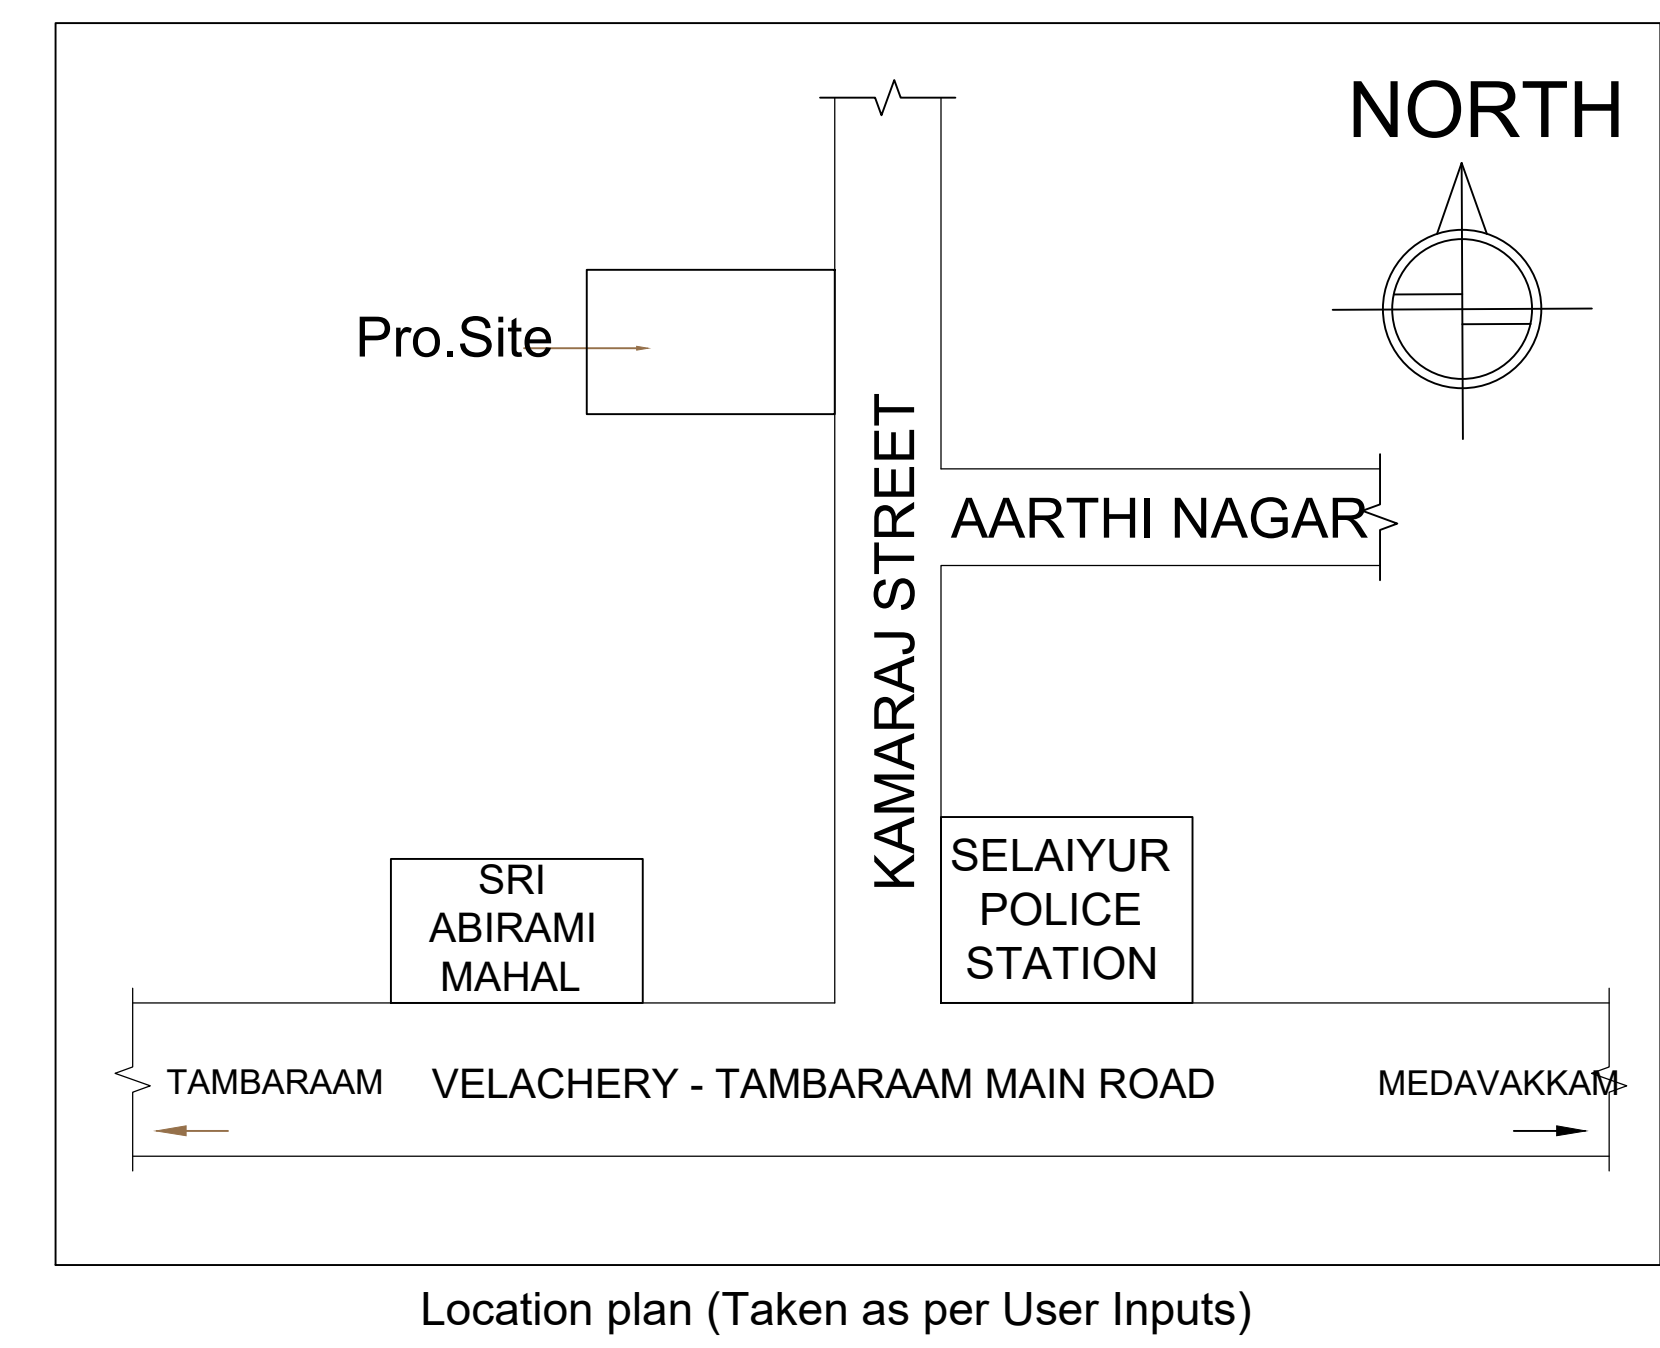 NORTH
Pro.Site
KAMARAJ STREET
AARTHI NAGAR
SRI
ABIRAMI
MAHAL
SELAIYUR
POLICE
STATION
TAMBARAAM
VELACHERY - TAMBARAAM MAIN ROAD
MEDAVAKKAM
Location plan (Taken as per User Inputs)